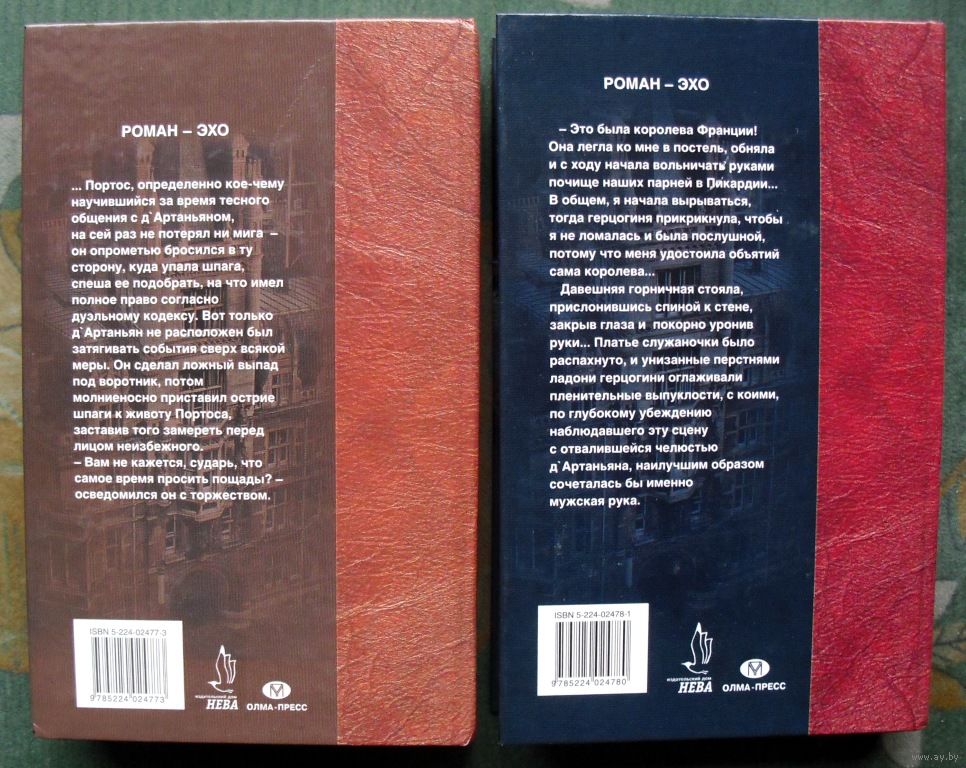 РОМАН – ЭХО
... Портос, определенно кое-чему
научившийся за время тесного
общения с д`Артаньяном,
на сей раз не потерял ни мига –
он опрометью бросился в ту
сторону, куда упала шпага,
спеша ее подобрать, на что имел
полное право согласно
дуэльному кодексу. Вот только
д`Артаньян не расположен был
затягивать события сверх всякой
меры. Он сделал ложный выпад
под воротник, потом
молниеносно приставил острие
шпаги к животу Портоса,
заставив того замереть перед
лицом неизбежного.
– Вам не кажется, сударь, что
самое время просить пощады? –
осведомился он с торжеством.
ISBN 5-224-02477-3
9785224024773
ИЗДАТЕЛЬСКИЙ ДОМ
НЕВА
ОЛМА-ПРЕСС
РОМАН – ЭХО
– Это была королева Франции!
Она легла ко мне в постель, обняла
и с ходу начала вольничать руками
почище наших парней в Пикардии...
В общем, я начала вырываться,
тогда герцогиня прикрикнула, чтобы
я не ломалась и была послушной,
потому что меня удостоила объятий
сама королева...
Давешняя горничная стояла,
прислонившись спиной к стене,
закрыв глаза и покорно уронив
руки... Платье служаночки было
распахнуто, и унизанные перстнями
ладони герцогини оглаживали
пленительные выпуклости, с коими,
по глубокому убеждению
наблюдавшего эту сцену
с отвалившейся челюстью
д`Артаньяна, наилучшим образом
сочеталась бы именно
мужская рука.
ISBN 5-224-02478-1
9785224024780
ИЗДАТЕЛЬСКИЙ ДОМ
НЕВА
ОЛМА-ПРЕСС
www.ay.by